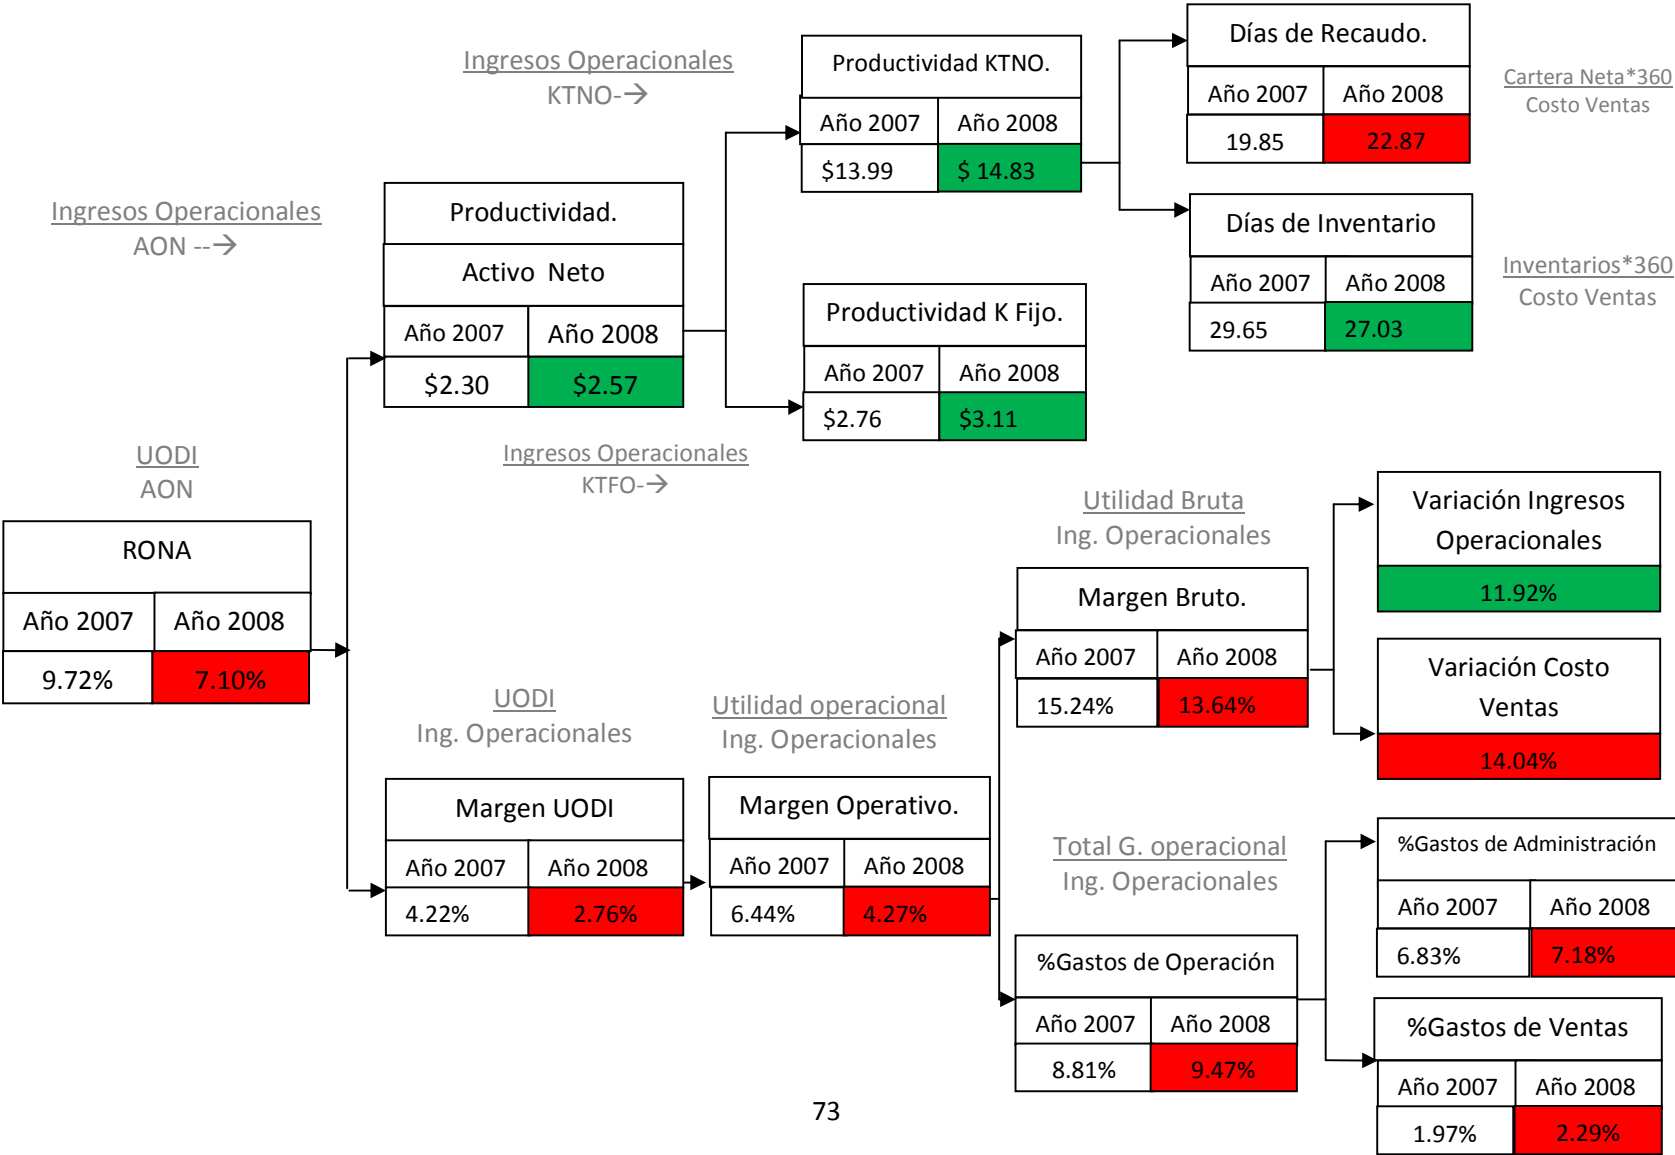 Ingresos Operacionales
KTNO-→
Productividad KTNO.
Año 2007 Año 2008
$13.99 $ 14.83
Días de Recaudo.
Año 2007 Año 2008
19.85 22.87
Cartera Neta*360
Costo Ventas
Ingresos Operacionales
AON --→
Productividad.
Activo Neto
Año 2007 Año 2008
$2.30 $2.57
Días de Inventario
Año 2007 Año 2008
29.65 27.03
Inventarios*360
Costo Ventas
Productividad K Fijo.
Año 2007 Año 2008
$2.76 $3.11
Ingresos Operacionales
KTFO-→
UODI
AON
RONA
Año 2007 Año 2008
9.72% 7.10%
Utilidad Bruta
Ing. Operacionales
Margen Bruto.
Año 2007 Año 2008
15.24% 13.64%
Variación Ingresos
Operacionales
11.92%
Variación Costo
Ventas
14.04%
UODI
Ing. Operacionales
Margen UODI
Año 2007 Año 2008
4.22% 2.76%
Utilidad operacional
Ing. Operacionales
Margen Operativo.
Año 2007 Año 2008
6.44% 4.27%
Total G. operacional
Ing. Operacionales
%Gastos de Operación
Año 2007 Año 2008
8.81% 9.47%
%Gastos de Administración
Año 2007 Año 2008
6.83% 7.18%
%Gastos de Ventas
Año 2007 Año 2008
1.97% 2.29%
73